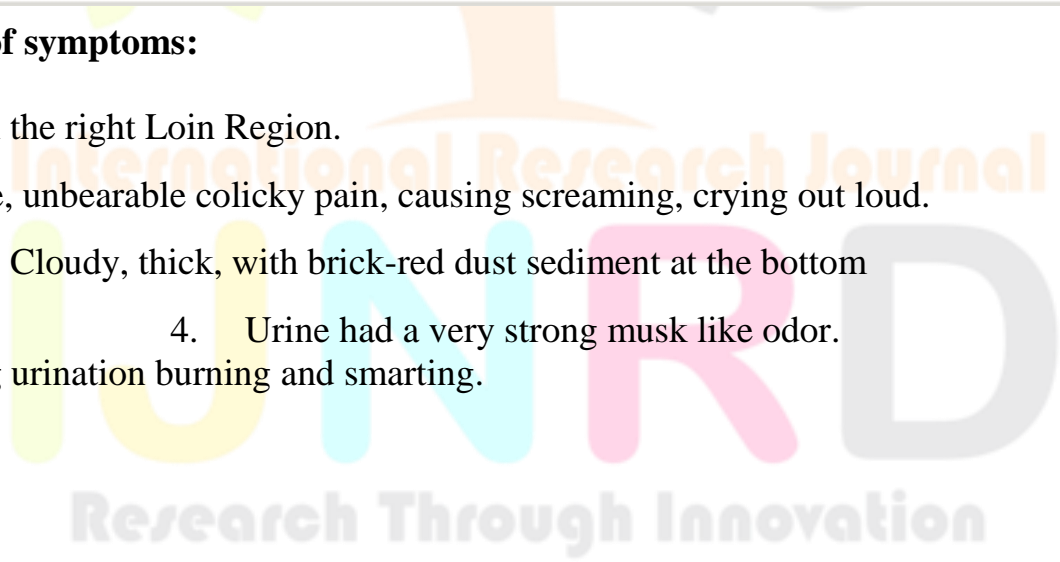 of symptoms:
the right Loin Region.
International Research Journal
, unbearable colicky pain, causing screaming, crying out loud.
Cloudy, thick, with brick-red dust sediment at the bottom
4. Urine had a very strong musk like odor.
urination burning and smarting.
IJNRD
Research Through Innovation